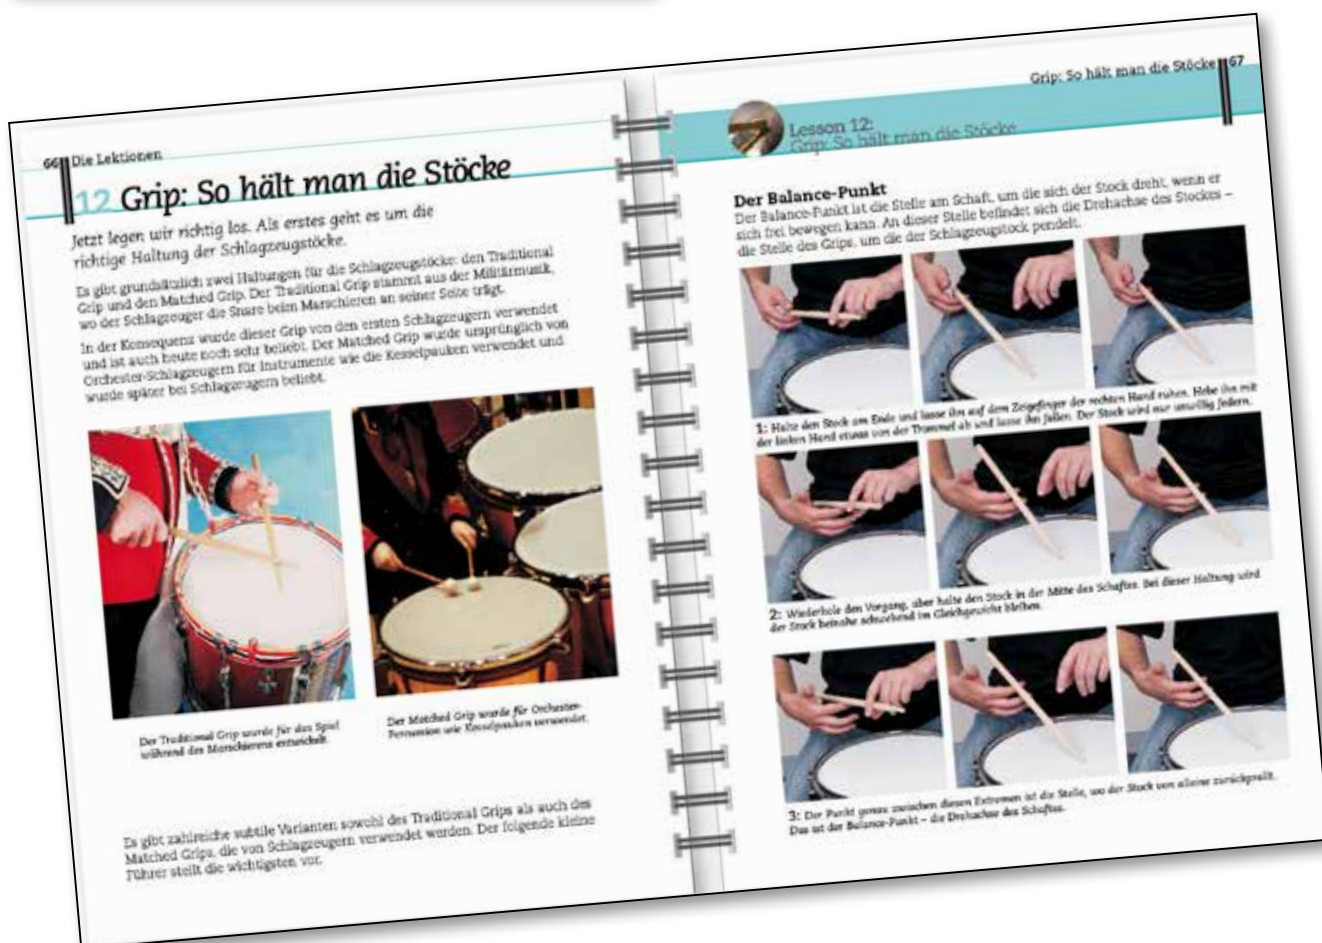 66 Die Lektionen
12 Grip: So hält man die Stöcke
Jetzt legen wir richtig los. Als erstes geht es um die
richtige Haltung der Schlagzeugstöcke.
Es gibt grundsätzlich zwei Haltungen für die Schlagzeugstöcke: den Traditional
Grip und den Matched Grip. Der Traditional Grip stammt aus der Militärmusik,
wo der Schlagzeuger die Snare beim Marschieren an seiner Seite trägt.
In der Konsequenz wurde dieser Grip von den ersten Schlagzeugern verwendet
und ist auch heute noch sehr beliebt. Der Matched Grip wurde ursprünglich von
Orchester-Schlagzeugern für Instrumente wie die Kesselpauken verwendet und
wurde später bei Schlagzeugern beliebt.
Der Traditional Grip wurde für das Spiel
während des Marschierens entwickelt.
Der Matched Grip wurde für Orchester-
Percussion wie Kesselpauken verwendet.
Es gibt zahlreiche subtile Varianten sowohl des Traditional Grips als auch des
Matched Grips, die von Schlagzeugern verwendet werden. Der folgende kleine
Führer stellt die wichtigsten vor.
Grip: So hält man die Stöcke 67
Lesson 12:
Grip: So hält man die Stöcke
Der Balance-Punkt
Der Balance-Punkt ist die Stelle am Schaft, um die sich der Stock dreht, wenn er
sich frei bewegen kann. An dieser Stelle befindet sich die Drehachse des Stockes –
die Stelle des Grips, um die der Schlagzeugstock pendelt.
1: Halte den Stock am Ende und lasse ihn auf dem Zeigefinger der rechten Hand ruhen. Hebe ihn mit
der linken Hand etwas von der Trommel ab und lasse ihn fallen. Der Stock wird nur unwillig federn.
2: Wiederhole den Vorgang, aber halte den Stock in der Mitte des Schaftes. Bei dieser Haltung wird
der Stock beinahe schwebend im Gleichgewicht bleiben.
3: Der Punkt genau zwischen diesen Extremen ist die Stelle, wo der Stock von alleine zurückprallt.
Das ist der Balance-Punkt – die Drehachse des Schaftes.